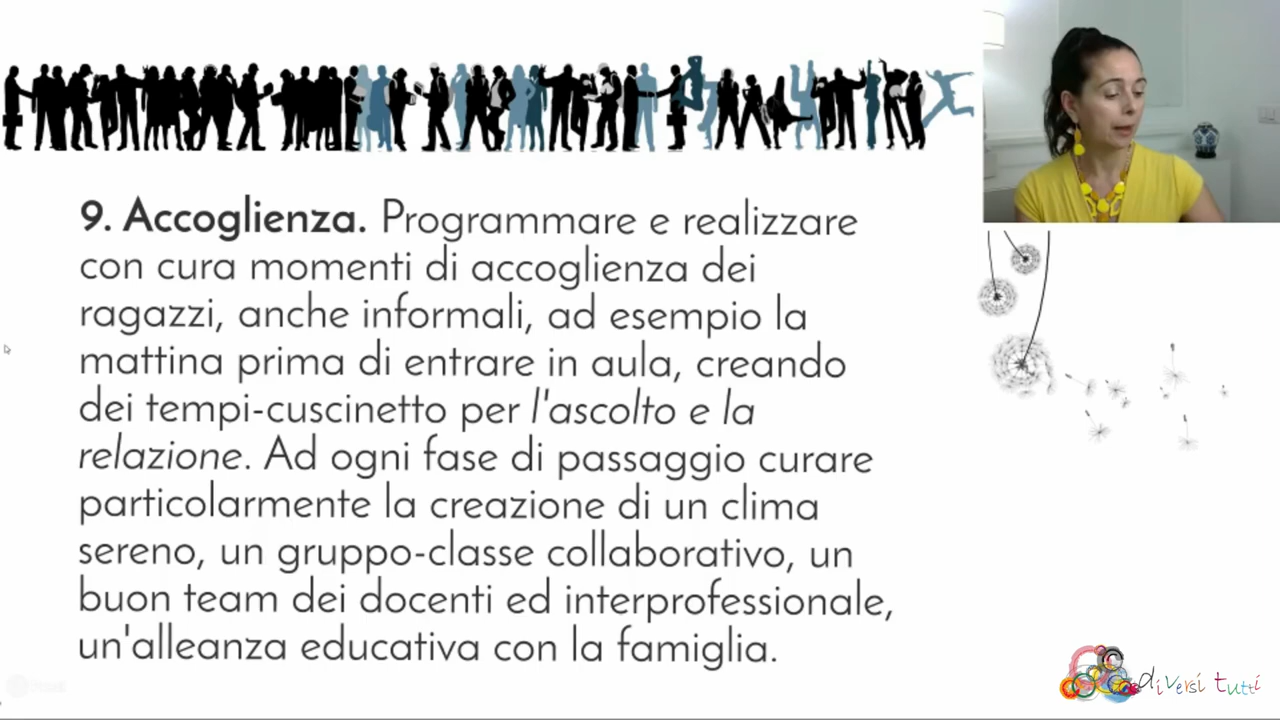 9. Accoglienza. Programmare e realizzare
con cura momenti di accoglienza dei
ragazzi, anche informali, ad esempio la
mattina prima di entrare in aula, creando
dei tempi-cuscinetto per l'ascolto e la
relazione. Ad ogni fase di passaggio curare
particolarmente la creazione di un clima
sereno, un gruppo-classe collaborativo, un
buon team dei docenti ed interprofessionale,
un'alleanza educativa con la famiglia.
diversi tutti